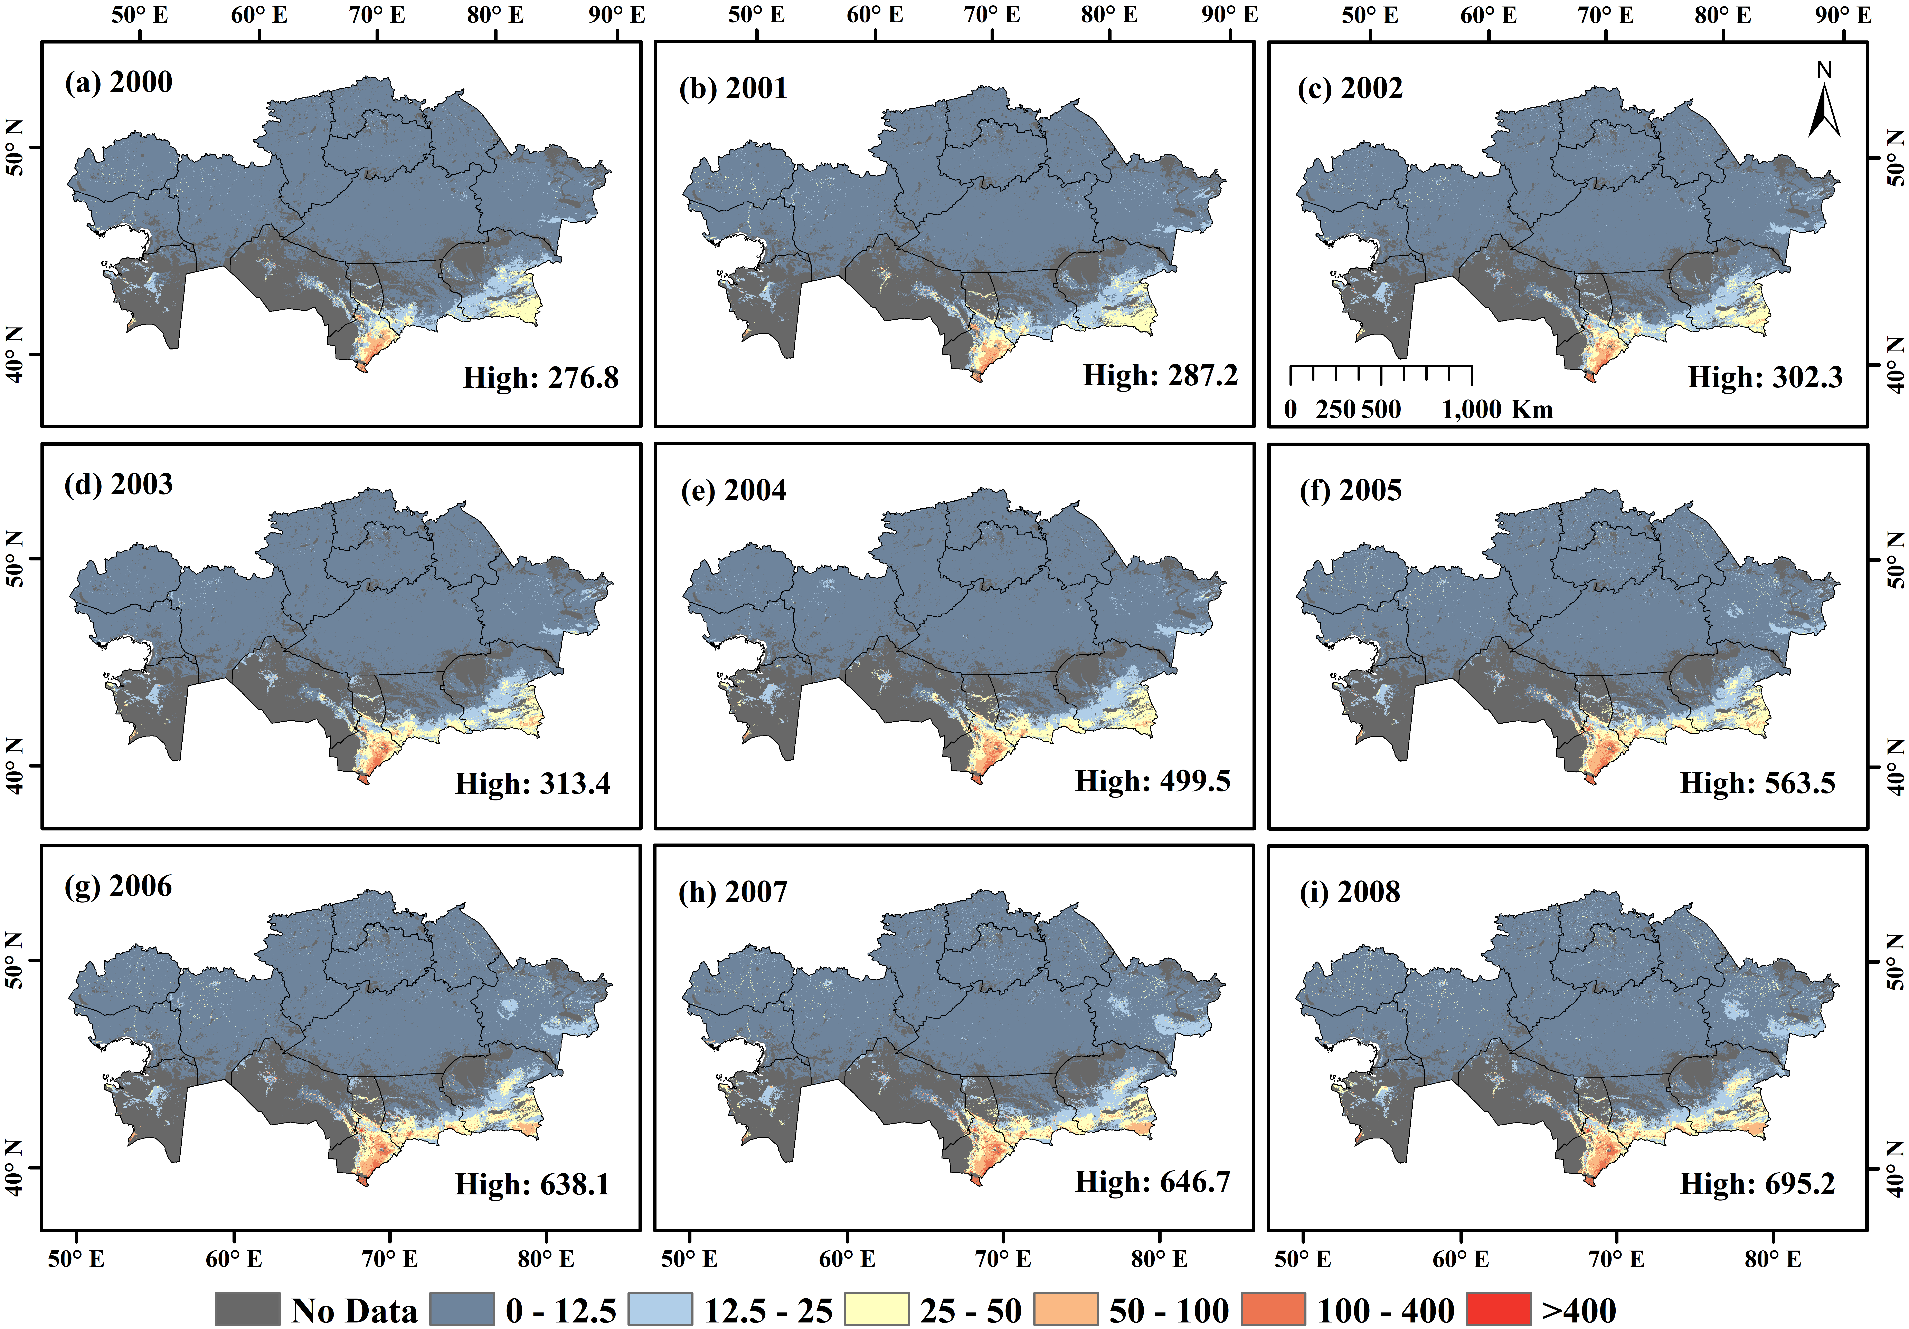 50° E 60° E 70° E 80° E 90° E 50° E 60° E 70° E 80° E 90° E 50° E 60° E 70° E 80° E 90° E
(a) 2000
(b) 2001
(c) 2002
N
50° N
50° N
40° N
40° N
High: 276.8
High: 287.2
High: 302.3
0 250 500 1,000 Km
(d) 2003
(e) 2004
(f) 2005
50° N
50° N
40° N
40° N
High: 313.4
High: 499.5
High: 563.5
(g) 2006
(h) 2007
(i) 2008
50° N
50° N
40° N
40° N
High: 638.1
High: 646.7
High: 695.2
50° E 60° E 70° E 80° E 50° E 60° E 70° E 80° E 50° E 60° E 70° E 80° E
No Data 0 - 12.5 12.5 - 25 25 - 50 50 - 100 100 - 400 >400